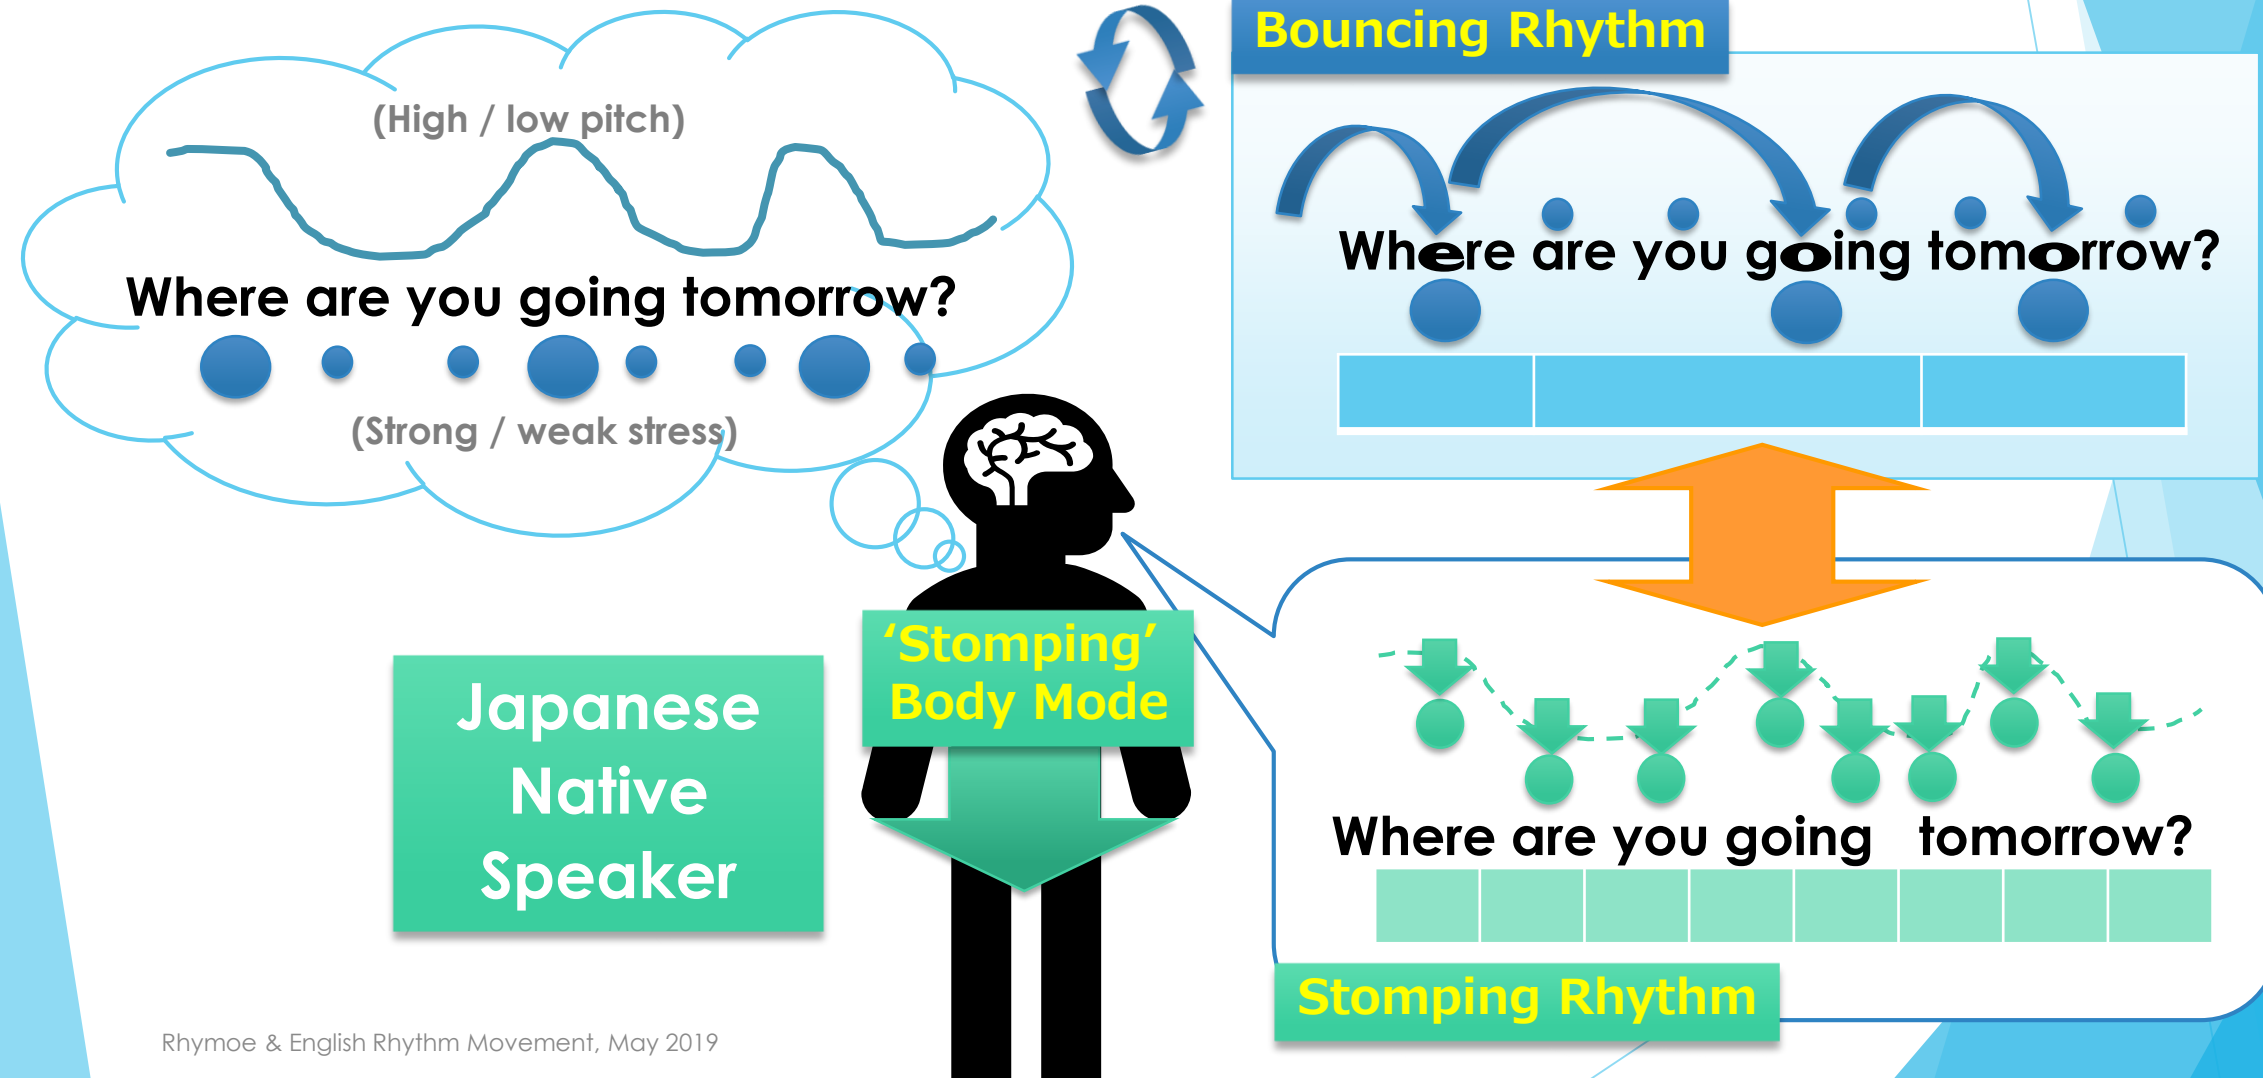 (High / low pitch)
Where are you going tomorrow?
(Strong / weak stress)
Bouncing Rhythm
Where are you going tomorrow?
Japanese
Native
Speaker
‘Stomping’
Body Mode
Where are you going tomorrow?
Stomping Rhythm
Rhymoe & English Rhythm Movement, May 2019